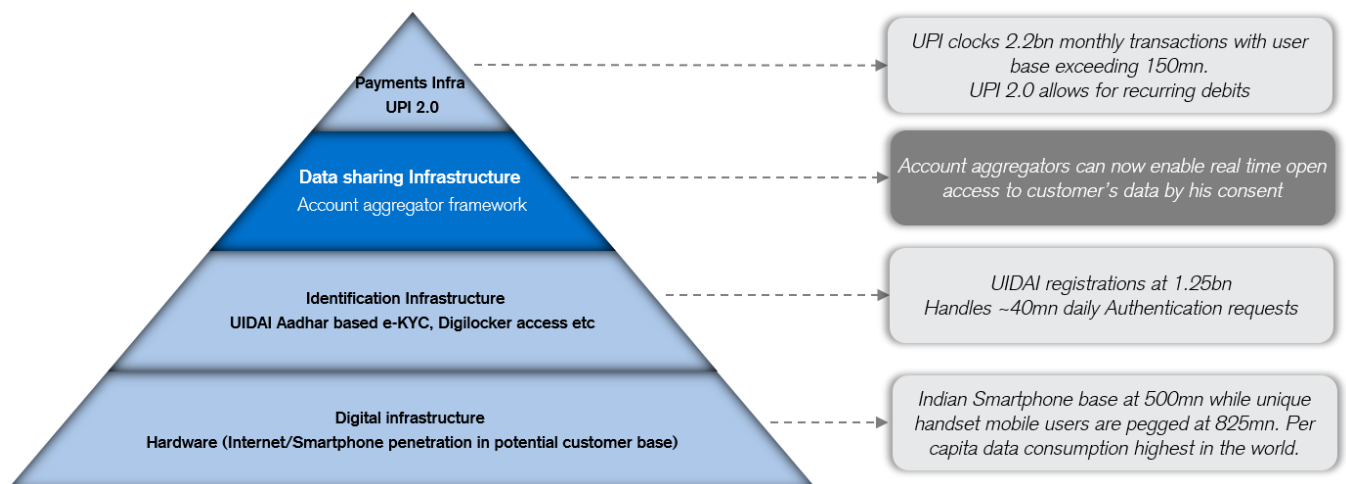 Payments Infra
UPI 2.0
UPI clocks 2.2bn monthly transactions with user
base exceeding 150mn.
UPI 2.0 allows for recurring debits
Data sharing Infrastructure
Account aggregator framework
Account aggregators can now enable real time open
access to customer's data by his consent
Identification Infrastructure
UIDAI Aadhar based e-KYC, Digilocker access etc
UIDAI registrations at 1.25bn
Handles ~40mn daily Authentication requests
Digital infrastructure
Hardware (Internet/Smartphone penetration in potential customer base)
Indian Smartphone base at 500mn while unique
handset mobile users are pegged at 825mn. Per
capita data consumption highest in the world.